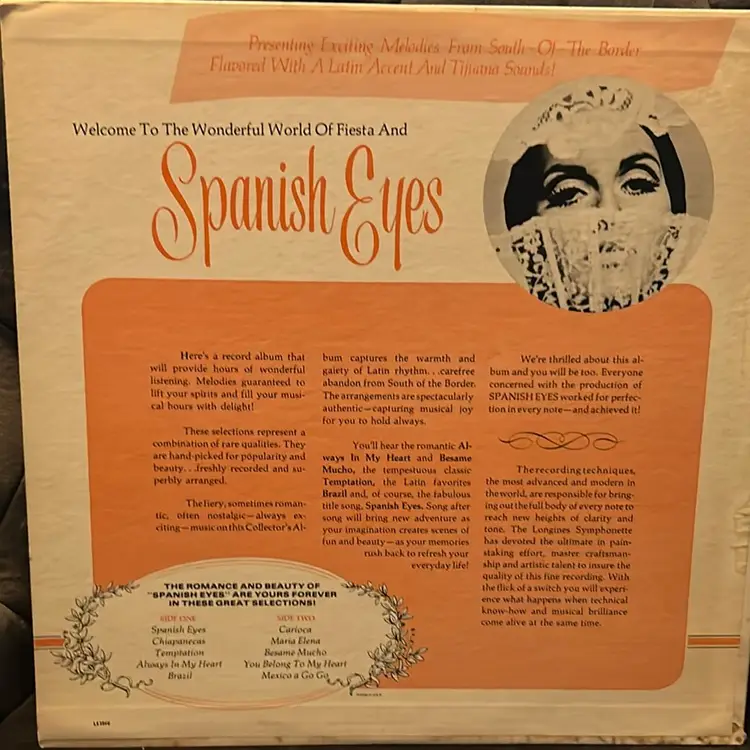 Presenting Exciting Melodies From South-Of-The Border
Flavored With A Latin Accent And Tijuana Sounds!
Welcome To The Wonderful World Of Fiesta And
Spanish Eyes
Here's a record album that
will provide hours of wonderful
listening. Melodies guaranteed to
lift your spirits and fill your musi-
cal hours with delight!
These selections represent a
combination of rare qualities. They
are hand-picked for popularity and
beauty. . .freshly recorded and su-
perbly arranged.
The fiery, sometimes roman-
tic, often nostalgic—always ex-
citing—music on this Collector's Al-
bum captures the warmth and
gaiety of Latin rhythm. . .carefree
abandon from South of the Border.
The arrangements are spectacularly
authentic—capturing musical joy
for you to hold always.
You'll hear the romantic Al-
ways In My Heart and Besame
Mucho, the tempestuous classic
Temptation, the Latin favorites
Brazil and, of course, the fabulous
title song, Spanish Eyes. Song after
song will bring new adventure as
your imagination creates scenes of
fun and beauty—as your memories
rush back to refresh your
everyday life!
We're thrilled about this al-
bum and you will be too. Everyone
concerned with the production of
SPANISH EYES worked for perfec-
tion in every note—and achieved it!
The recording techniques,
the most advanced and modern in
the world, are responsible for bring-
ing out the full body of every note to
reach new heights of clarity and
tone. The Longines Symphonette
has devoted the ultimate in pain-
staking effort, master craftsman-
ship and artistic talent to insure the
quality of this fine recording. With
the flick of a switch you will experi-
ence what happens when technical
know-how and musical brilliance
come alive at the same time.
THE ROMANCE AND BEAUTY OF
"SPANISH EYES" ARE YOURS FOREVER
IN THESE GREAT SELECTIONS!
SIDE ONE
Spanish Eyes
Chiapanecas
Temptation
Always In My Heart
Brazil
SIDE TWO
Carioca
Maria Elena
Besame Mucho
You Belong To My Heart
Mexico a Go Go